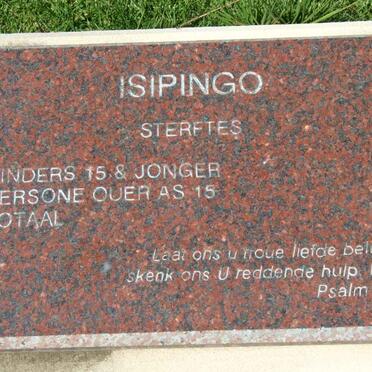 ISIPINGO
STERFTES
INDERS 15 & JONGER
ERSONE OUER AS 15
OTAAL
Laat ons U troue liefde bele
skenk ons U reddende hulp.
Psalm